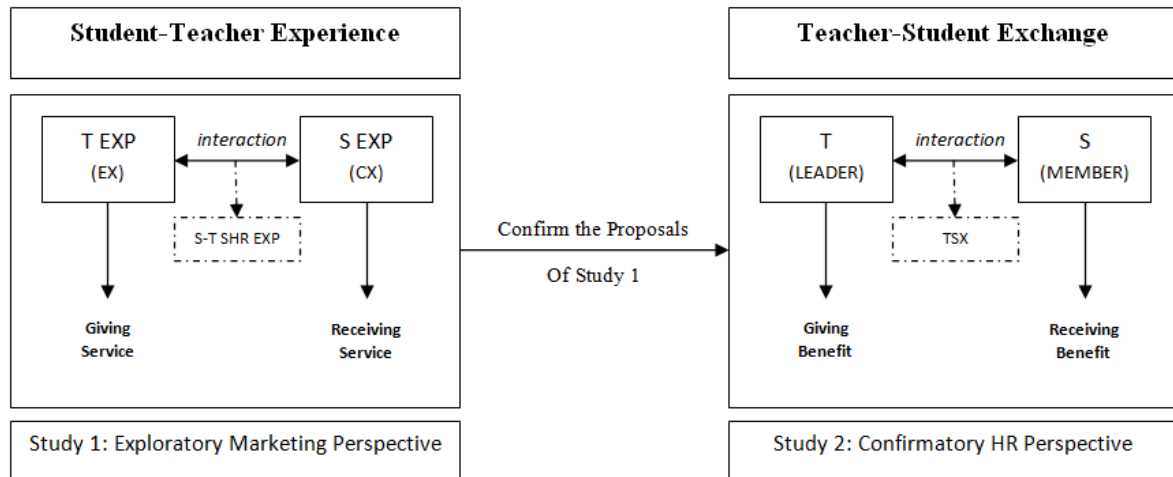 Student-Teacher Experience
T EXP
(EX)
interaction
S EXP
(CX)
S-T SHR EXP
Giving
Service
Receiving
Service
Study 1: Exploratory Marketing Perspective
Confirm the Proposals
Of Study 1
Teacher-Student Exchange
T
(LEADER)
interaction
S
(MEMBER)
TSX
Giving
Benefit
Receiving
Benefit
Study 2: Confirmatory HR Perspective